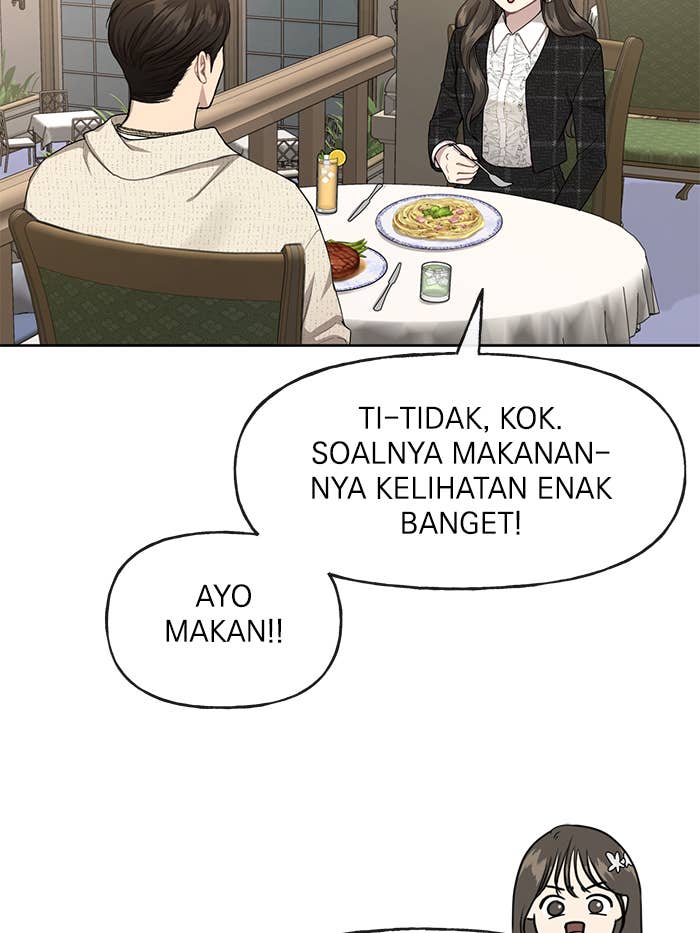 TI-TIDAK, KOK.
SOALNYA MAKANAN-
NYA KELIHATAN ENAK
BANGET!
AYO
MAKAN!!